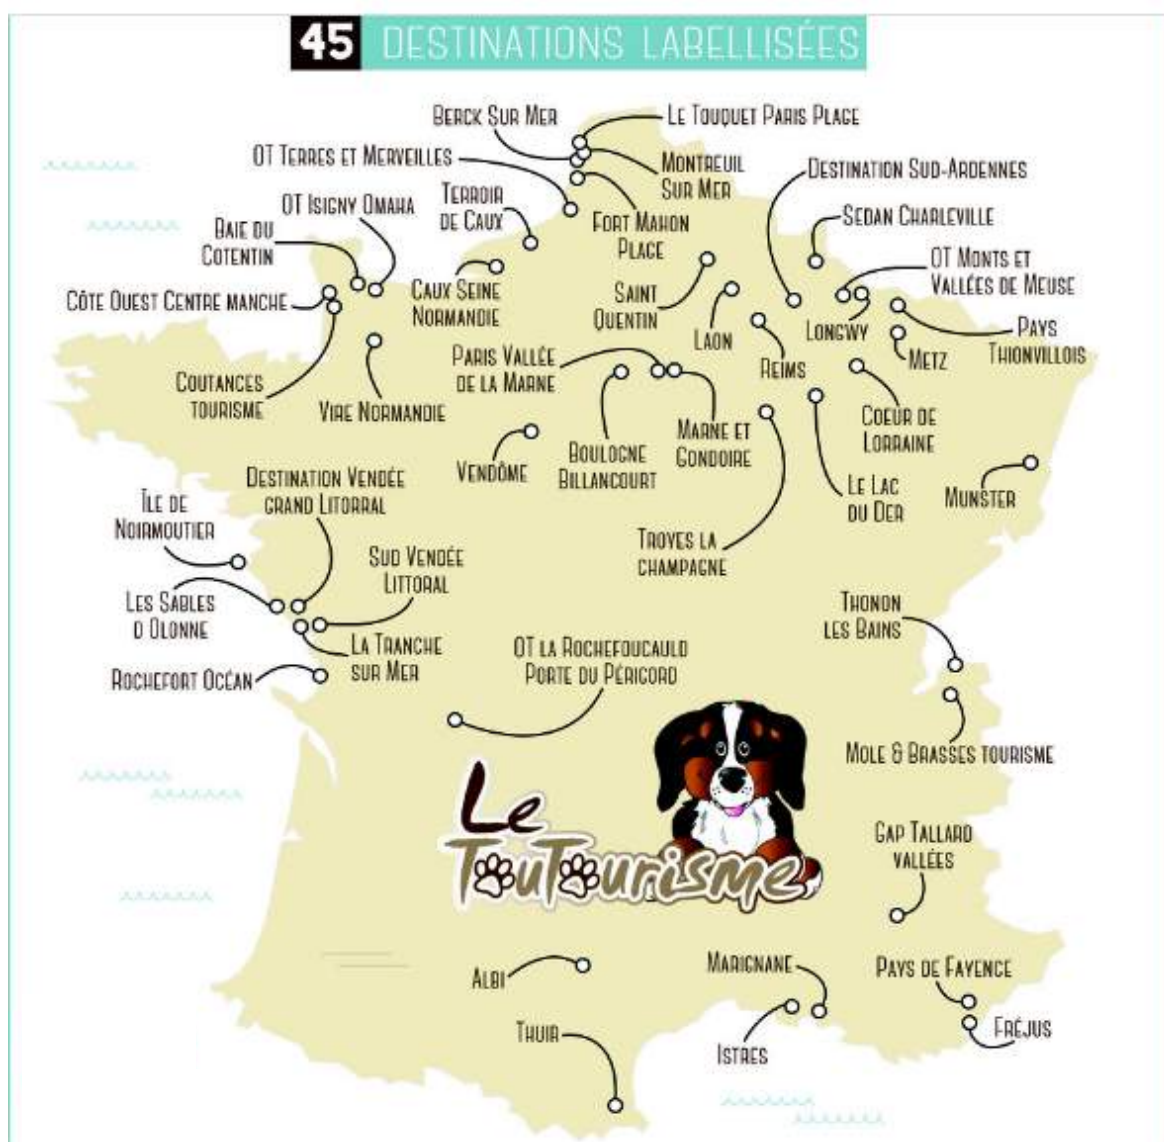 45 DESTINATIONS LABELLISÉES
BERCK SUR MER
LE TOUQUET PARIS PLAGE
OT TERRES ET MERVEILLES
MONTREUIL
SUR MER
DESTINATION SUD-ARDENNES
TERROIR
DE CAUX
OT ISIGNY OMAHA
FORT MAHON
PLAGE
SEDAN CHARLEVILLE
BAIE DU
COTENTIN
OT MONTS ET
VALLÉES DE MEUSE
CÔTE OUEST CENTRE MANCHE
CAUX SEINE
NORMANDIE
SAINT
QUENTIN
LAON
LONGWY
PAYS
THIONVILLOIS
PARIS VALLÉE
DE LA MARNE
REIMS
METZ
COUTANCES
TOURISME
VIRE NORMANDIE
VENDÔME
BOULOGNE
BILLANCOURT
MARNE ET
GONDOIRE
COEUR DE
LORRAINE
DESTINATION VENDÉE
GRAND LITORRAL
LE LAC
DU DER
MUNSTER
ÎLE DE
NOIRMOUTIER
TROYES LA
CHAMPAGNE
SUD VENDÉE
LITTORAL
LES SABLES
D OLONNE
THONON
LES BAINS
LA TRANCHE
SUR MER
OT LA ROCHEFOUCAULD
PORTE DU PÉRIGORD
ROCHEFORT OCÉAN
MOLE & BRASSES TOURISME
Le
TouTourisme
GAP TALLARD
VALLÉES
ALBI
MARIGNANE
PAYS DE FAYENCE
THUIR
ISTRES
FRÉJUS